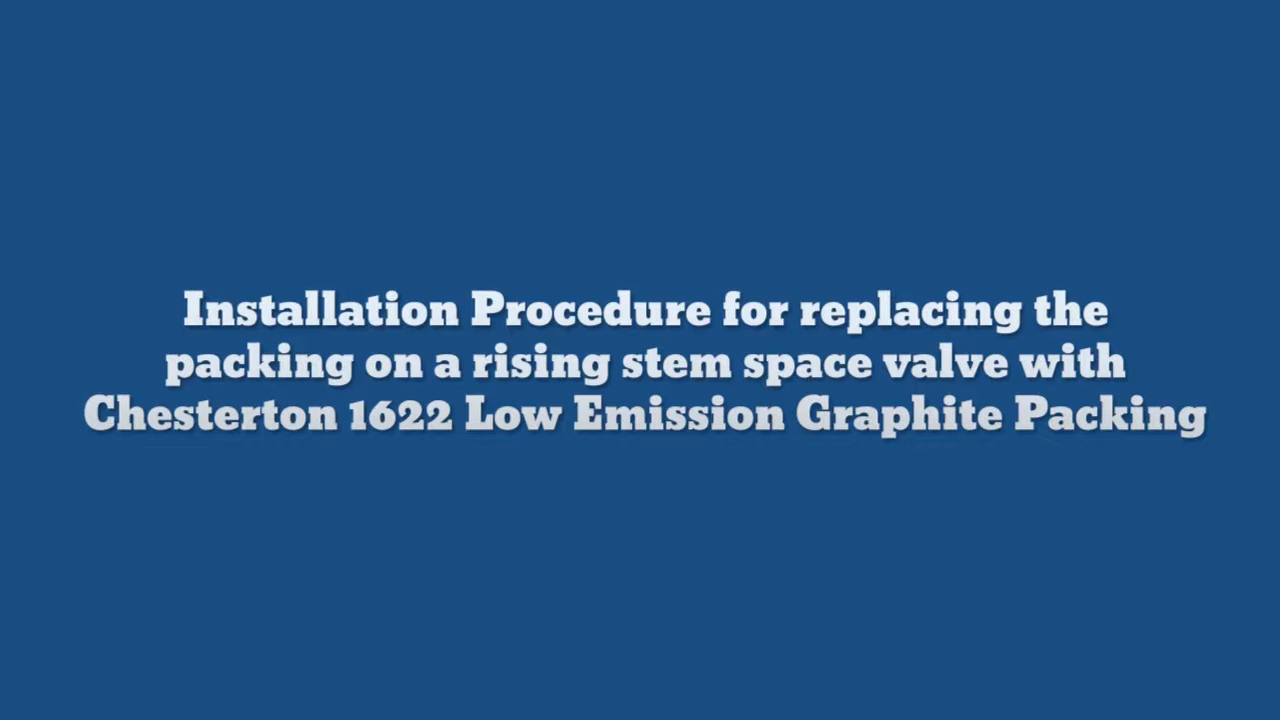 Installation Procedure for replacing the
packing on a rising stem space valve with
Chesterton 1622 Low Emission Graphite Packing